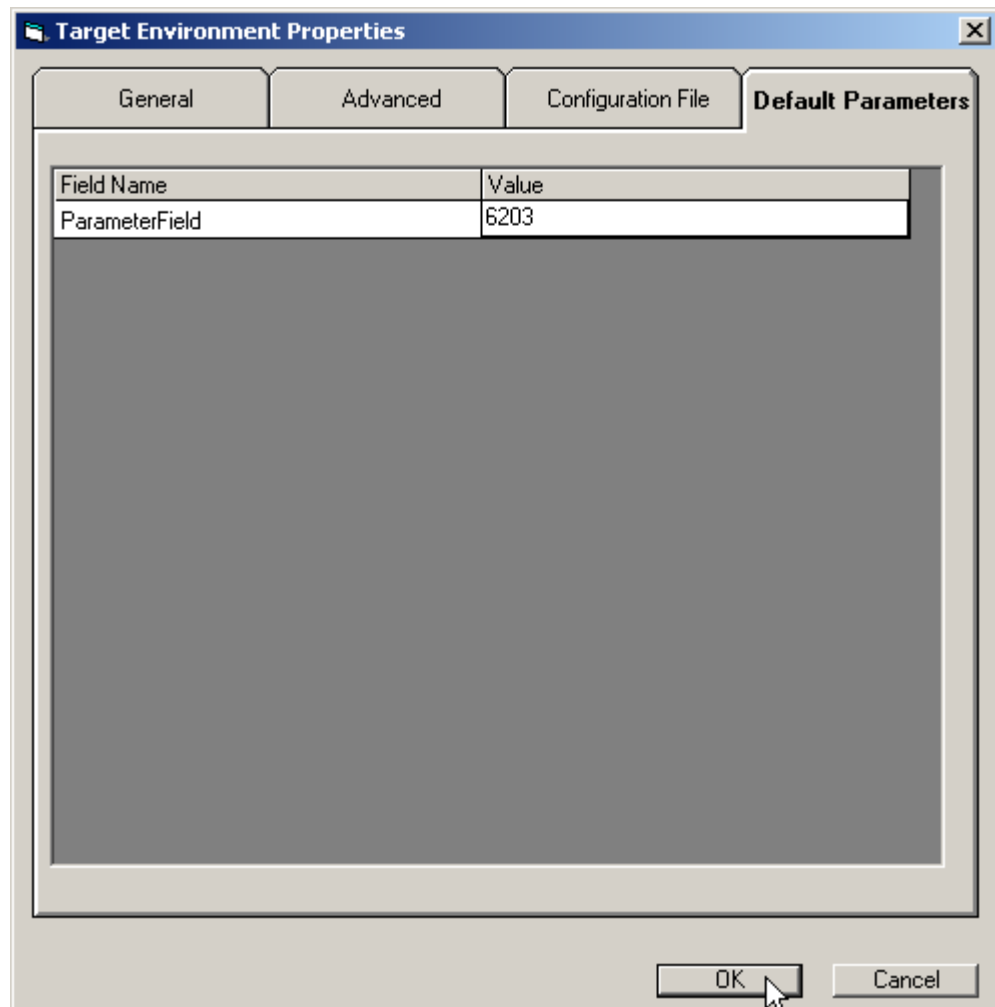 Target Environment Properties
General Advanced Configuration File Default Parameters
Field Name Value
ParameterField 6203
OK Cancel